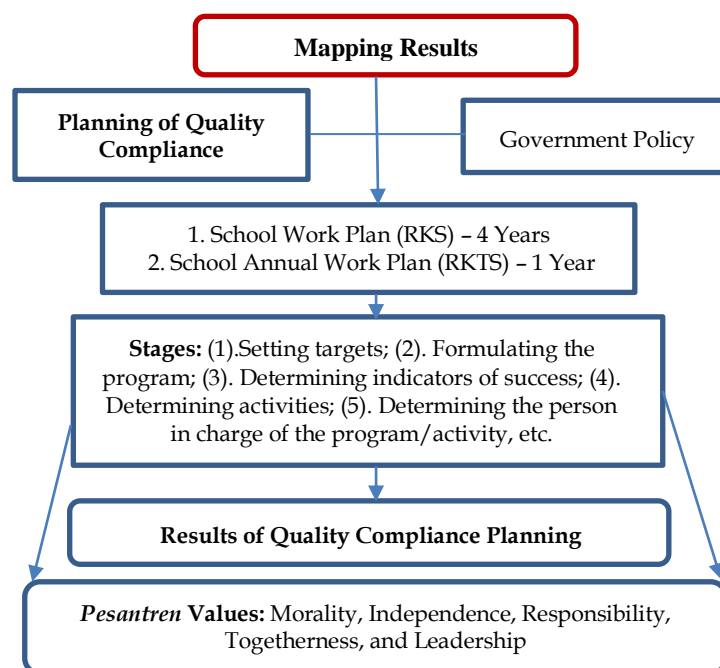 Mapping Results
Planning of Quality
Compliance
Government Policy
1. School Work Plan (RKS) – 4 Years
2. School Annual Work Plan (RKTS) – 1 Year
Stages: (1).Setting targets; (2). Formulating the
program; (3). Determining indicators of success; (4).
Determining activities; (5). Determining the person
in charge of the program/activity, etc.
Results of Quality Compliance Planning
Pesantren Values: Morality, Independence, Responsibility,
Togetherness, and Leadership